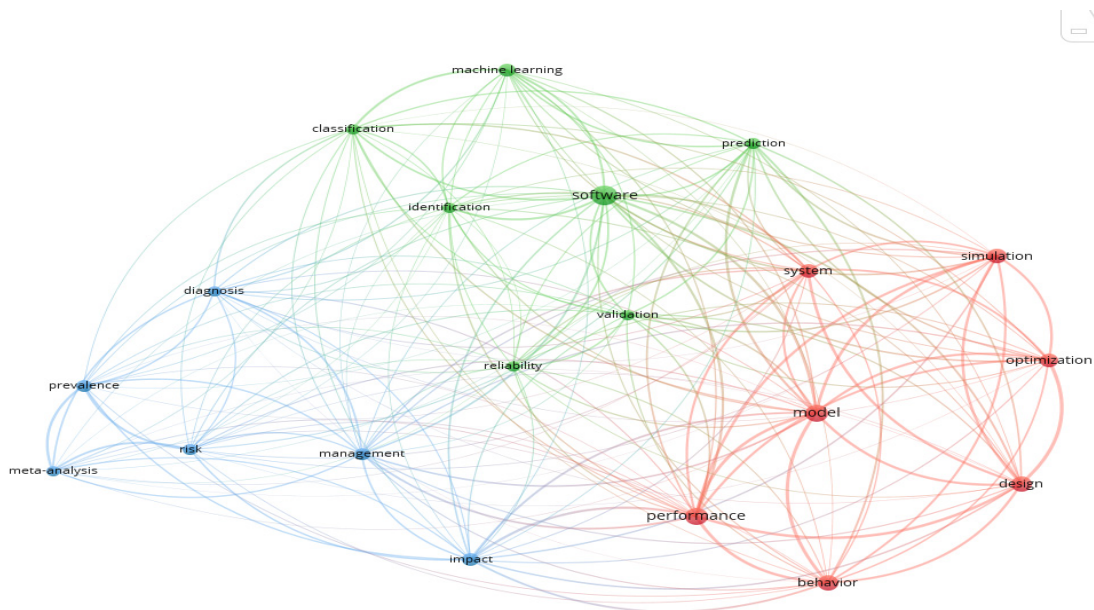 machine learning
classification
prediction
software
identification
simulation
system
diagnosis
validation
optimization
reliability
prevalence
model
risk
management
meta-analysis
design
performance
impact
behavior